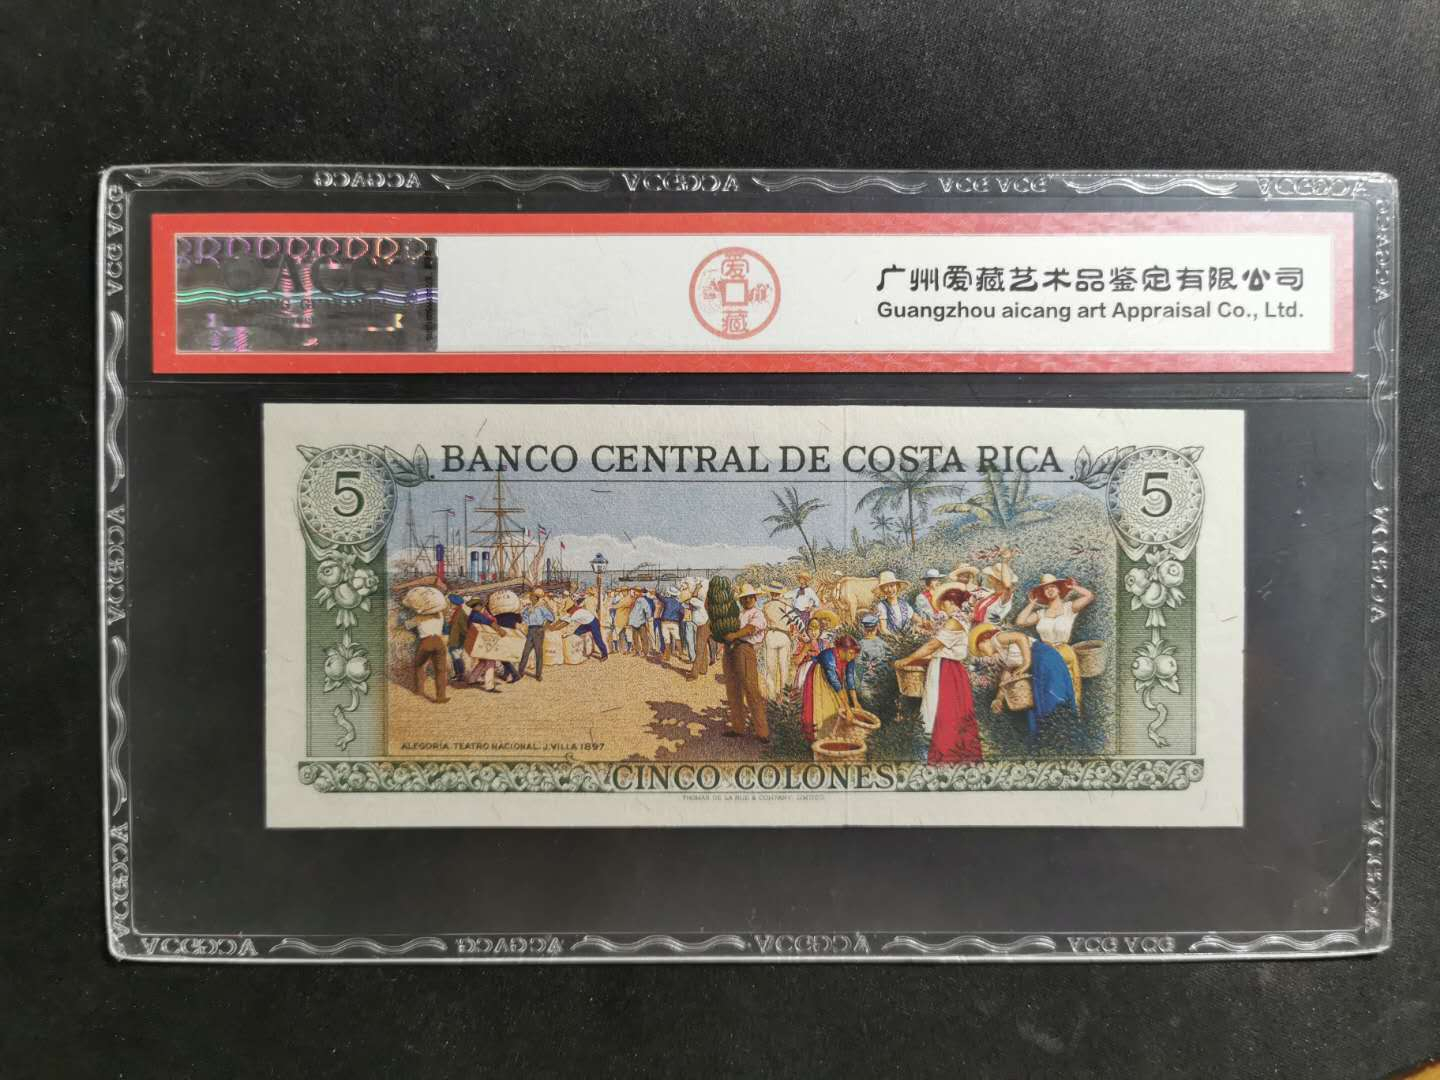 爱藏
广州爱藏艺术品鉴定有限公司
Guangzhou aicang art Appraisal Co., Ltd.
BANCO CENTRAL DE COSTA RICA
5
5
ALEGORIA TEATRO NACIONAL J. VILLA 1897
CINCO COLONES
THOMAS DE LA RUE & COMPANY, LIMITED